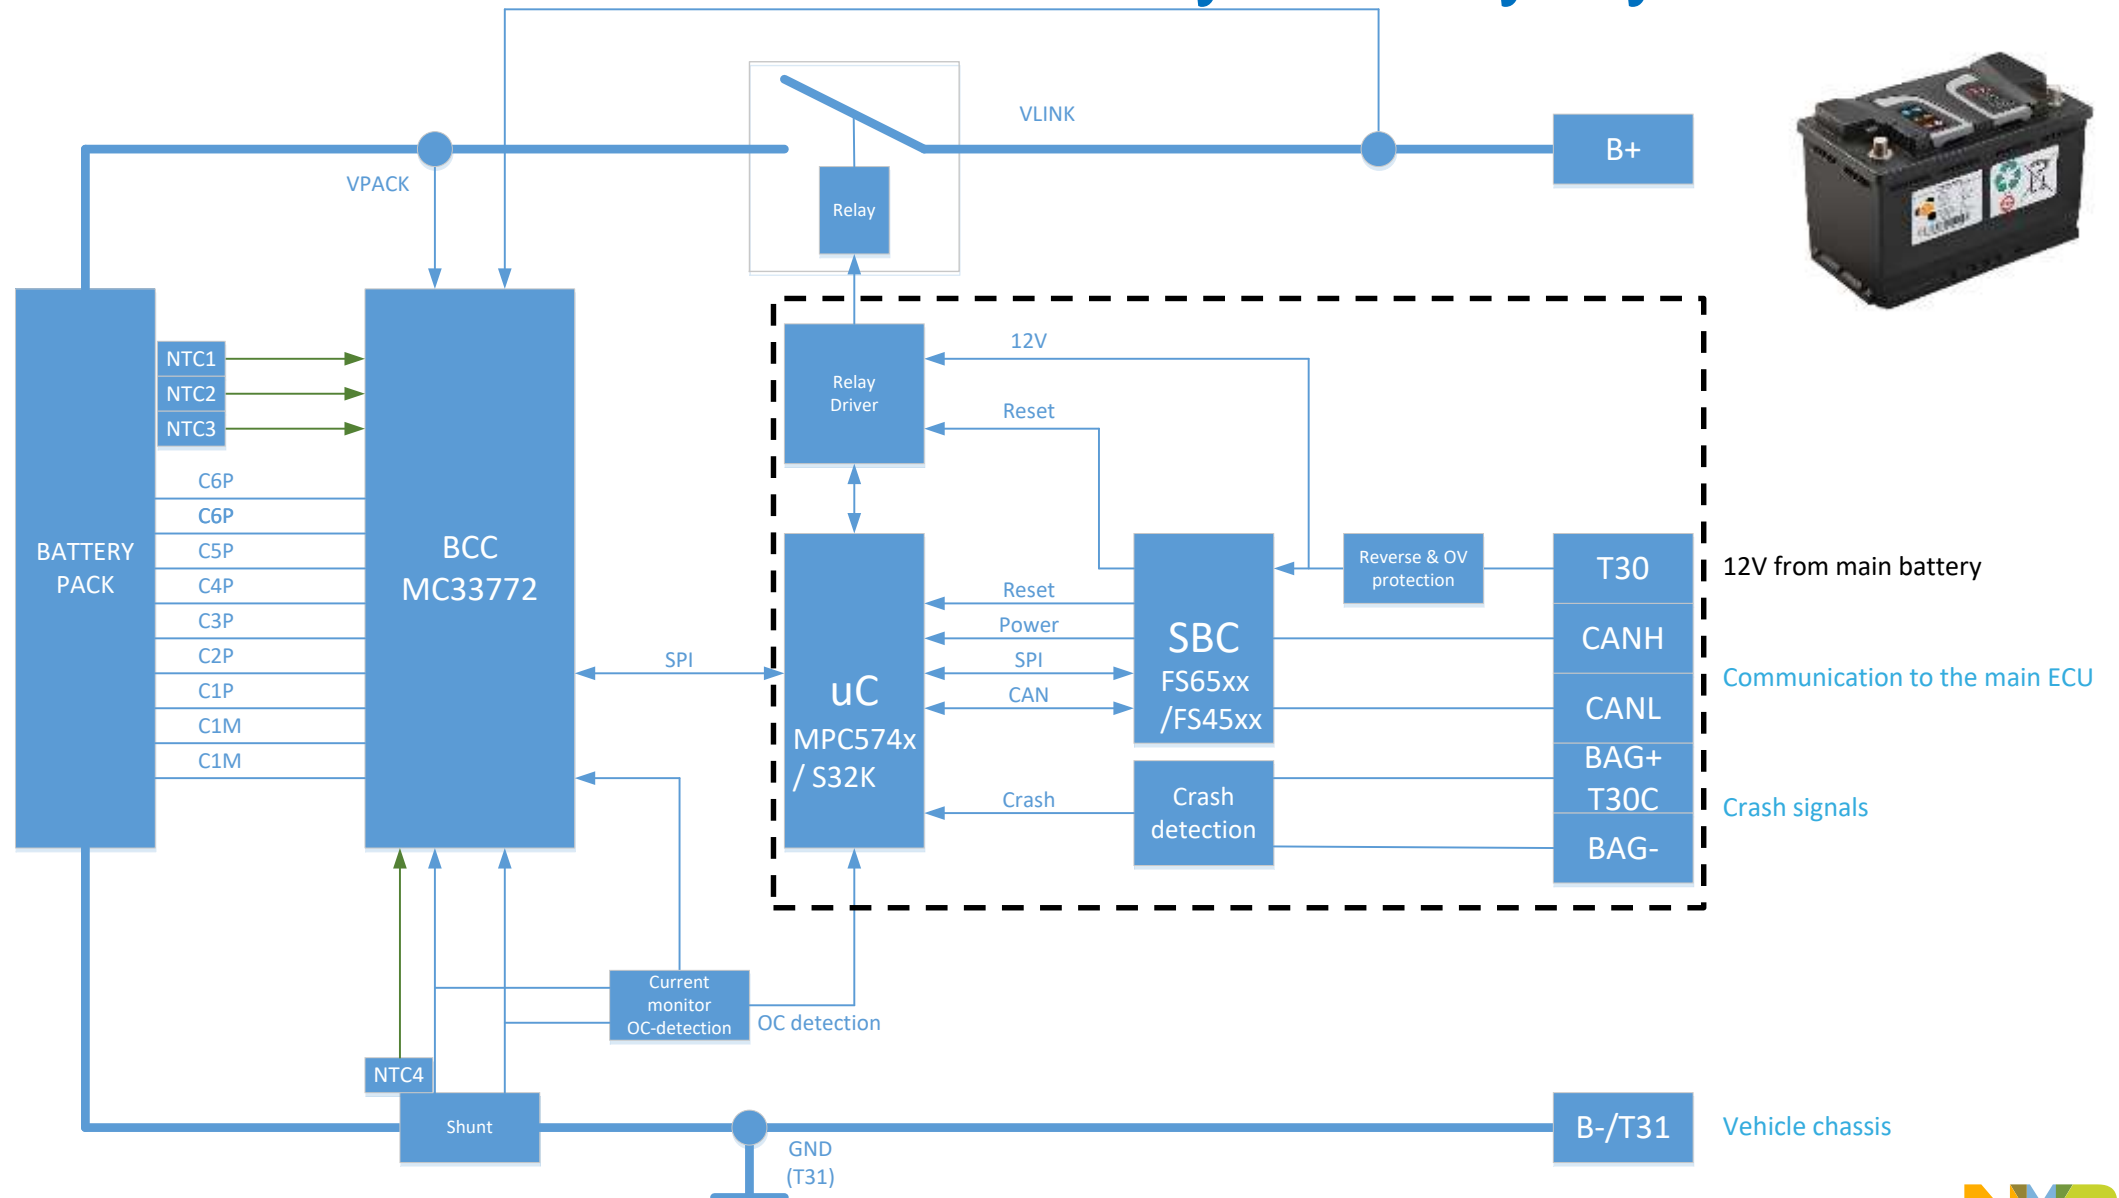 VLINK
B+
VPACK
Relay
NTC1
NTC2
NTC3
12V
Relay
Driver
Reset
C6P
C6P
C5P
C4P
C3P
C2P
C1P
C1M
C1M
BATTERY
PACK
BCC
MC33772
SPI
uC
MPC574x
/ S32K
Reset
Power
SPI
CAN
Crash
SBC
FS65xx
/FS45xx
Reverse & OV
protection
T30
12V from main battery
CANH
CANL
Communication to the main ECU
BAG+
T30C
BAG-
Crash signals
Crash
detection
Current
monitor
OC-detection
OC detection
NTC4
Shunt
GND
(T31)
B-/T31
Vehicle chassis